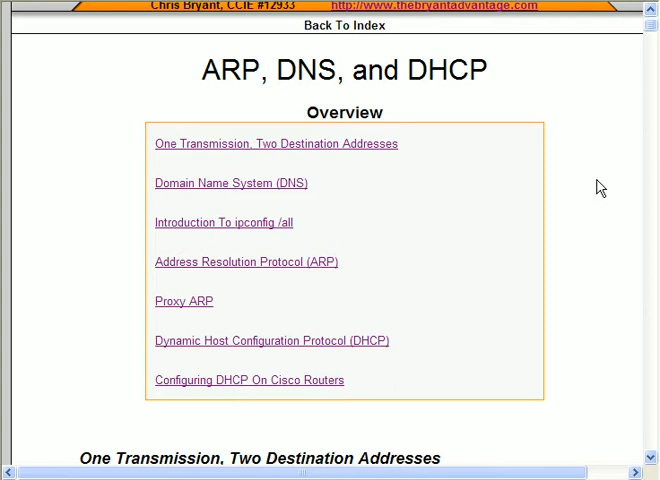 Chris Bryant, CCIE #12933 http://www.thebryantadvantage.com
Back To Index
ARP, DNS, and DHCP
Overview
One Transmission, Two Destination Addresses
Domain Name System (DNS)
Introduction To ipconfig /all
Address Resolution Protocol (ARP)
Proxy ARP
Dynamic Host Configuration Protocol (DHCP)
Configuring DHCP On Cisco Routers
One Transmission, Two Destination Addresses